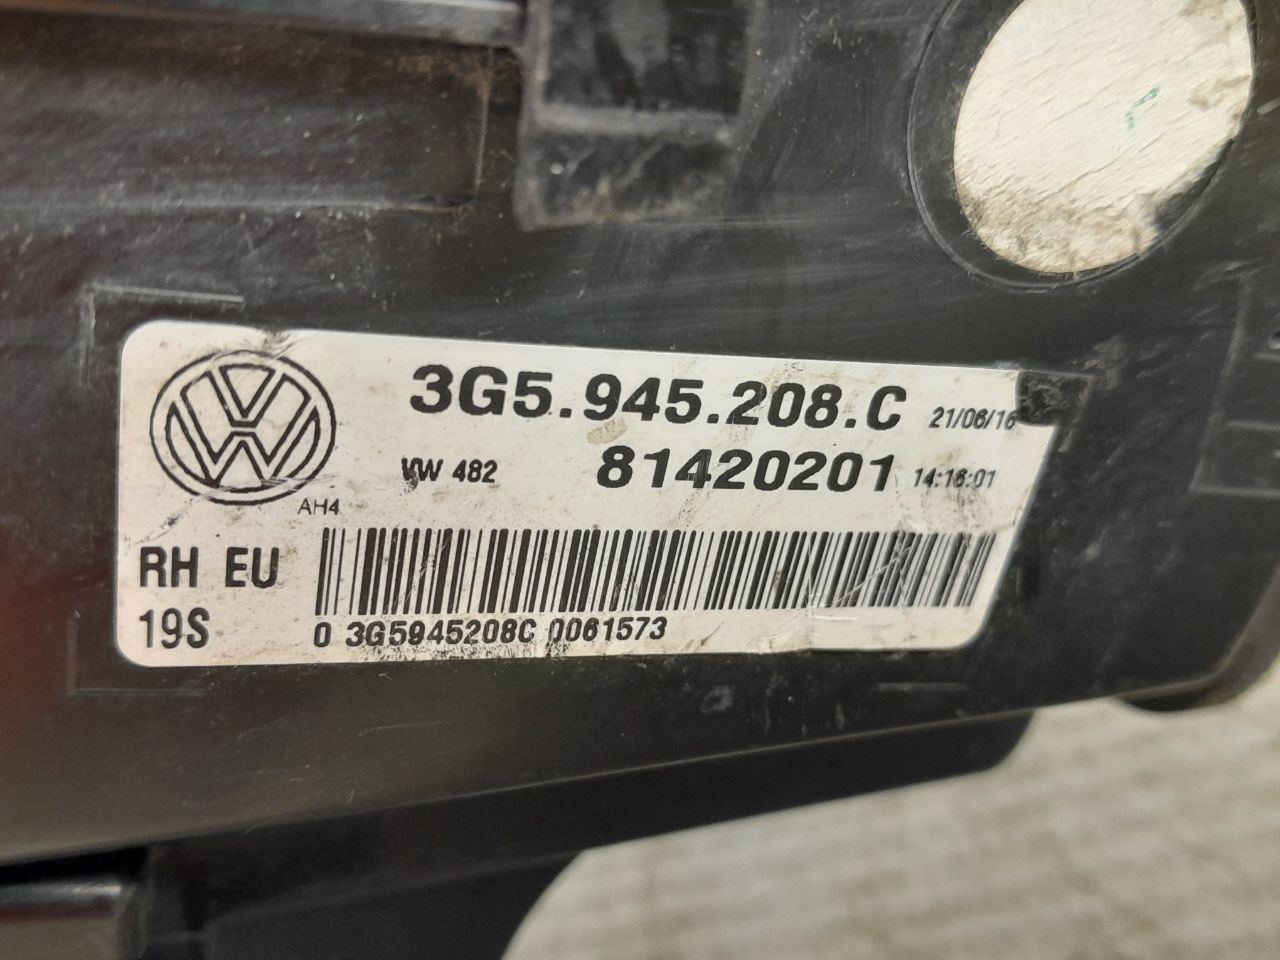 3G5.945.208.C 21/06/16
VW 482 81420201 14:16:01
AH4
RH EU
19S
0 3G5945208C 0061573